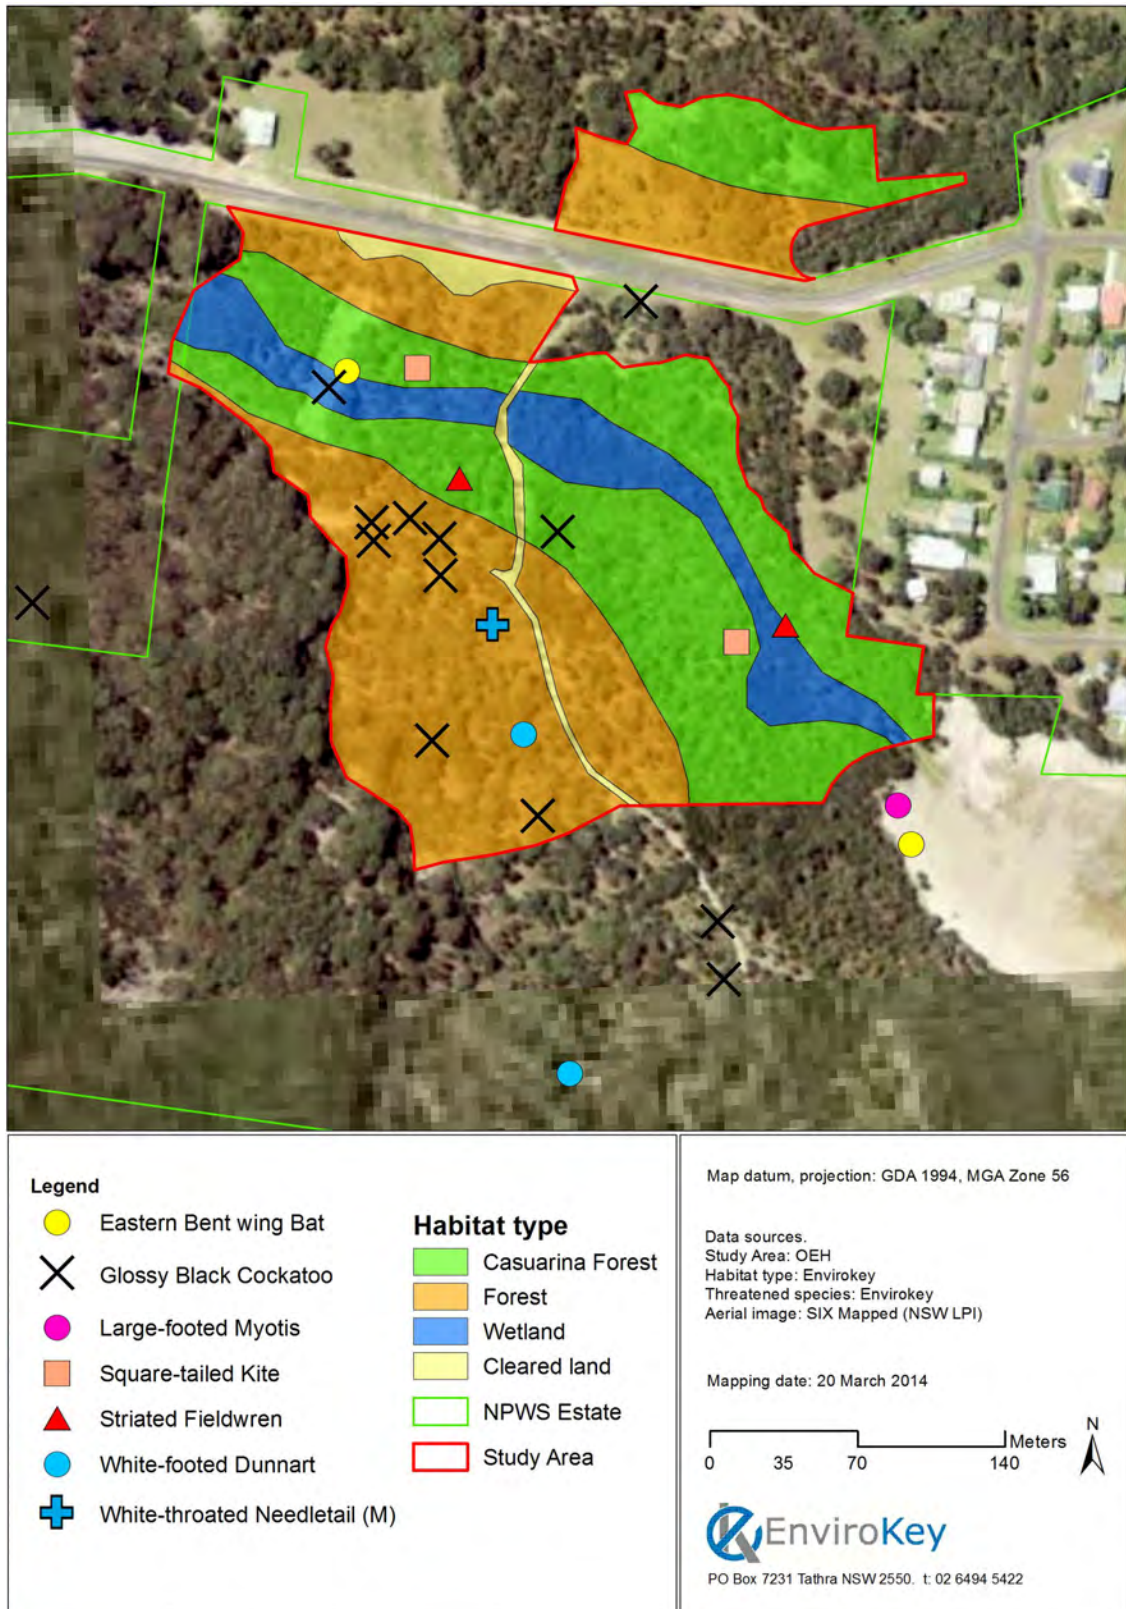 Legend
Eastern Bent wing Bat
Glossy Black Cockatoo
Large-footed Myotis
Square-tailed Kite
Striated Fieldwren
White-footed Dunnart
White-throated Needletail (M)
Habitat type
Casuarina Forest
Forest
Wetland
Cleared land
NPWS Estate
Study Area
Map datum, projection: GDA 1994, MGA Zone 56
Data sources.
Study Area: OEH
Habitat type: Envirokey
Threatened species: Envirokey
Aerial image: SIX Mapped (NSW LPI)
Mapping date: 20 March 2014
N
Meters
0 35 70 140
EnviroKey
PO Box 7231 Tathra NSW 2550. t: 02 6494 5422